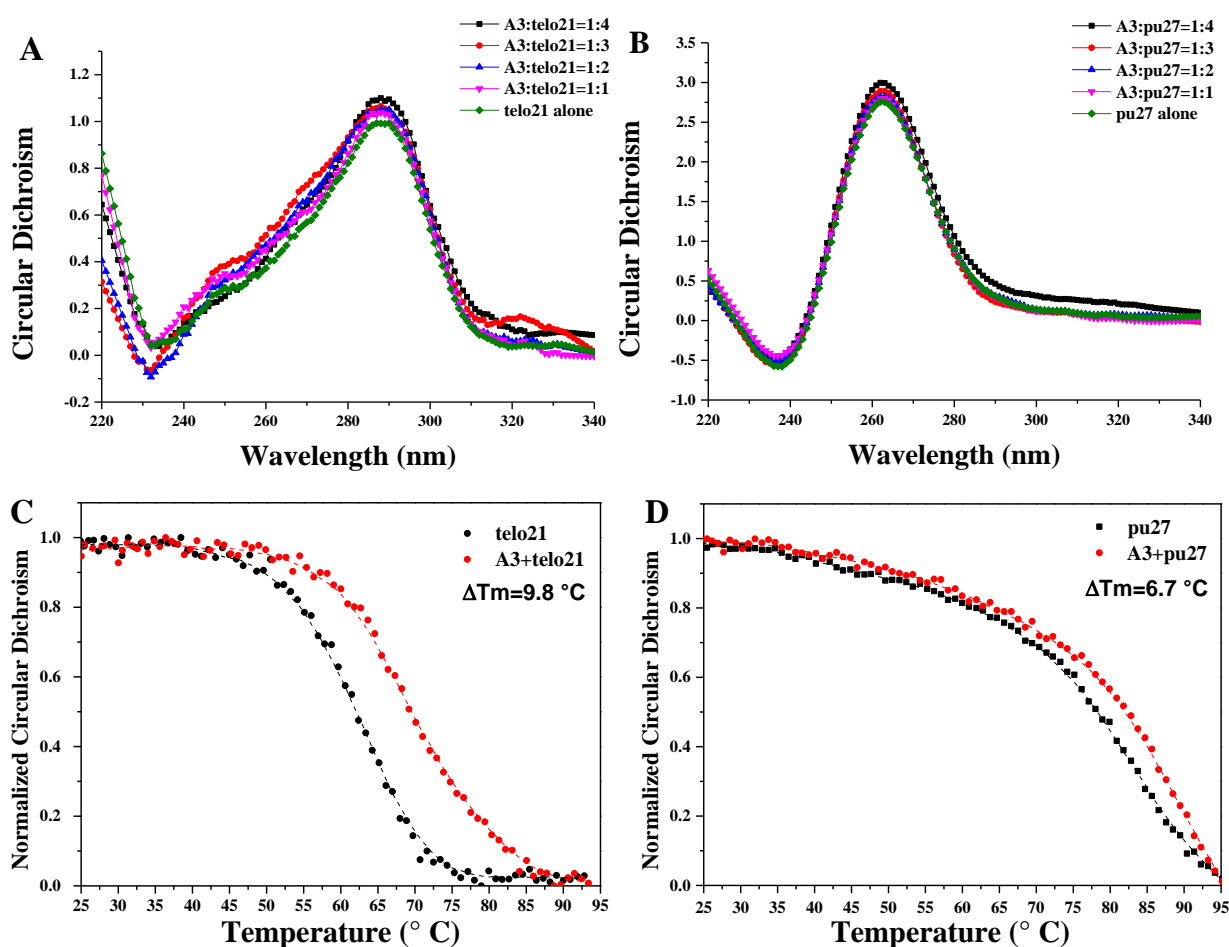 A
A3:telo21=1:4
A3:telo21=1:3
A3:telo21=1:2
A3:telo21=1:1
telo21 alone
Circular Dichroism
1.2
1.0
0.8
0.6
0.4
0.2
0.0
-0.2
220 240 260 280 300 320 340
Wavelength (nm)
B
A3:pu27=1:4
A3:pu27=1:3
A3:pu27=1:2
A3:pu27=1:1
pu27 alone
Circular Dichroism
3.5
3.0
2.5
2.0
1.5
1.0
0.5
0.0
-0.5
-1.0
220 240 260 280 300 320 340
Wavelength (nm)
C
telo21
A3+telo21
ΔTm=9.8 °C
Normalized Circular Dichroism
1.0
0.8
0.6
0.4
0.2
0.0
25 30 35 40 45 50 55 60 65 70 75 80 85 90 95
Temperature (° C)
D
pu27
A3+pu27
ΔTm=6.7 °C
Normalized Circular Dichroism
1.0
0.8
0.6
0.4
0.2
0.0
25 30 35 40 45 50 55 60 65 70 75 80 85 90 95
Temperature (° C)